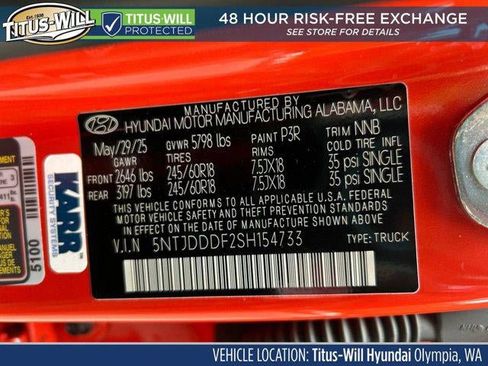 EST. 1938
TITUS-WILL
TITUS-WILL
PROTECTED
48 HOUR RISK-FREE EXCHANGE
SEE STORE FOR DETAILS
MANUFACTURED BY
HYUNDAI MOTOR MANUFACTURING ALABAMA, LLC
May/29/25 GVWR 5798 lbs PAINT P3R TRIM NNB
GAWR TIRES RIMS COLD TIRE INFL
FRONT 2646 lbs 245/60R18 7.5JX18 35 psi SINGLE
REAR 3197 lbs 245/60R18 7.5JX18 35 psi SINGLE
THIS VEHICLE CONFORMS TO ALL APPLICABLE U.S.A. FEDERAL
MOTOR VEHICLE SAFETY AND THEFT PREVENTION STANDARDS
IN EFFECT ON THE DATE OF MANUFACTURE SHOWN ABOVE.
V.I.N 5NTJDDDF2SH154733 TYPE: TRUCK
KARR
SECURITY SYSTEMS
5100
VEHICLE LOCATION: Titus-Will Hyundai Olympia, WA